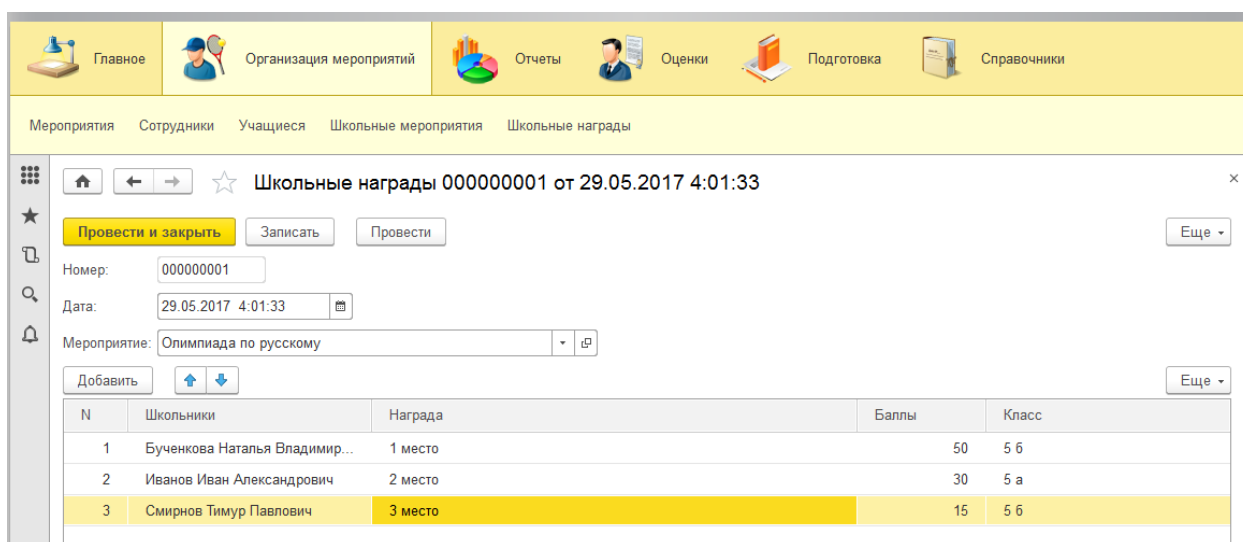 Главное Организация мероприятий Отчеты Оценки Подготовка Справочники
Мероприятия Сотрудники Учащиеся Школьные мероприятия Школьные награды
Школьные награды 000000001 от 29.05.2017 4:01:33
Провести и закрыть Записать Провести Еще
Номер: 000000001
Дата: 29.05.2017 4:01:33
Мероприятие: Олимпиада по русскому
Добавить Еще
N Школьники Награда Баллы Класс
1 Бученкова Наталья Владимир... 1 место 50 5 б
2 Иванов Иван Александрович 2 место 30 5 а
3 Смирнов Тимур Павлович 3 место 15 5 б